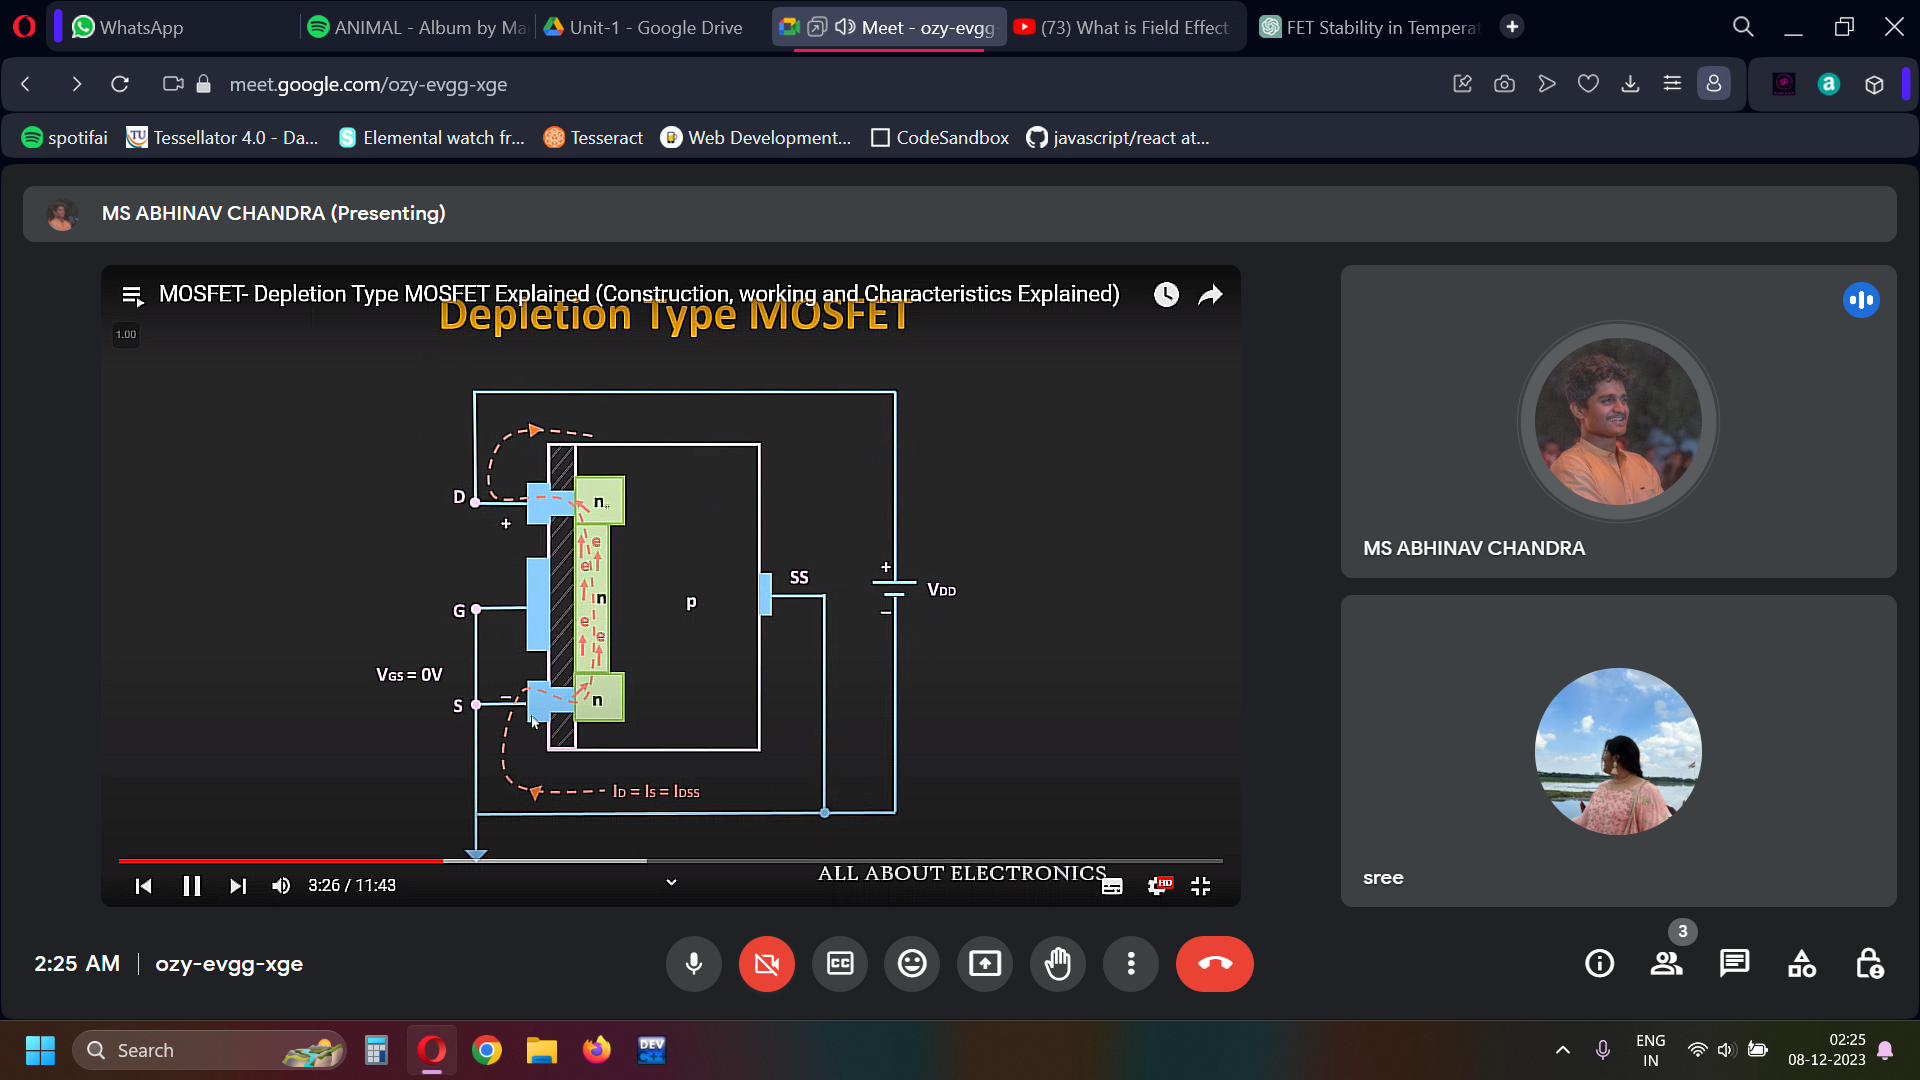 WhatsApp
ANIMAL - Album by Ma
Unit-1 - Google Drive
Meet - ozy-evgg-
(73) What is Field Effect
FET Stability in Tempera
meet.google.com/ozy-evgg-xge
spotifai
TU
Tessellator 4.0 - Da...
Elemental watch fr...
Tesseract
Web Development...
CodeSandbox
javascript/react at...
MS ABHINAV CHANDRA (Presenting)
MOSFET- Depletion Type MOSFET Explained (Construction, working and Characteristics Explained)
Depletion Type MOSFET
1.00
D
+
n
e
e
n
e
e
n
p
SS
+
VDD
−
G
VGS = 0V
S
−
ID = IS = IDSS
ALL ABOUT ELECTRONICS
3:26 / 11:43
HD
MS ABHINAV CHANDRA
sree
2:25 AM
ozy-evgg-xge
CC
3
Search
DEV
C++
ENG
IN
02:25
08-12-2023